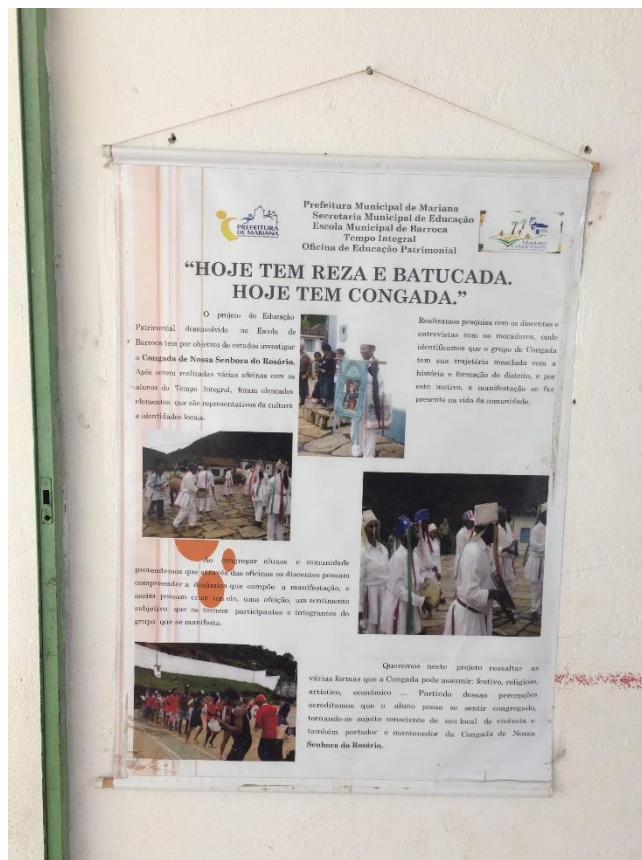 PREFEITURA
DE MARIANA
Prefeitura Municipal de Mariana
Secretaria Municipal de Educação
Escola Municipal de Barroca
Tempo Integral
Oficina de Educação Patrimonial
Mariana
“HOJE TEM REZA E BATUCADA.
HOJE TEM CONGADA.”
O projeto de Educação
Patrimonial desenvolvido na Escola de
Barroca tem por objetivo de estudos investigar
a Congada de Nossa Senhora do Rosário.
Após serem realizadas várias oficinas com os
alunos do Tempo Integral, foram elencados
elementos que são representativos da cultura
e identidades locais.
Realizamos pesquisa com os discentes e
entrevistas com os moradores, onde
identificamos que o grupo de Congada
tem sua trajetória mesclada com a
história e formação do distrito, e por
este motivo, a manifestação se faz
presente na vida da comunidade.
Ao congregar alunos e comunidade
pretendemos que através das oficinas os discentes possam
compreender a dinâmica que compõe a manifestação, e
assim possam criar um elo, uma afeição, um sentimento
subjetivo que os tornem participantes e integrantes do
grupo que se manifesta.
Queremos neste projeto ressaltar as
várias formas que a Congada pode assumir: festivo, religioso,
artístico, econômico ... Partindo dessas percepções
acreditamos que o aluno possa se sentir congregado,
tornando-se sujeito consciente de seu local de vivência e
também portador e mantenedor da Congada de Nossa
Senhora do Rosário.